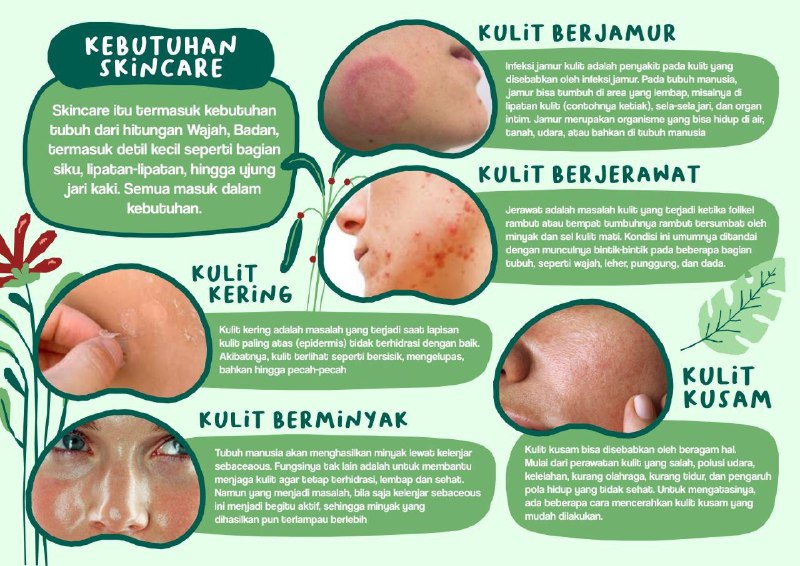 KEBUTUHAN
SKINCARE
Skincare itu termasuk kebutuhan
tubuh dari hitungan Wajah, Badan,
termasuk detil kecil seperti bagian
siku, lipatan-lipatan, hingga ujung
jari kaki. Semua masuk dalam
kebutuhan.
KULIT BERJAMUR
Infeksi jamur kulit adalah penyakit pada kulit yang
disebabkan oleh infeksi jamur. Pada tubuh manusia,
jamur bisa tumbuh di area yang lembap, misalnya di
lipatan kulit (contohnya ketiak), sela-sela jari, dan organ
intim. Jamur merupakan organisme yang bisa hidup di air,
tanah, udara, atau bahkan di tubuh manusia
KULIT BERJERAWAT
Jerawat adalah masalah kulit yang terjadi ketika folikel
rambut atau tempat tumbuhnya rambut tersumbat oleh
minyak dan sel kulit mati. Kondisi ini umumnya ditandai
dengan munculnya bintik-bintik pada beberapa bagian
tubuh, seperti wajah, leher, punggung, dan dada.
KULIT
KERING
Kulit kering adalah masalah yang terjadi saat lapisan
kulit paling atas (epidermis) tidak terhidrasi dengan baik.
Akibatnya, kulit terlihat seperti bersisik, mengelupas,
bahkan hingga pecah-pecah
KULIT BERMINYAK
Tubuh manusia akan menghasilkan minyak lewat kelenjar
sebaceaous. Fungsinya tak lain adalah untuk membantu
menjaga kulit agar tetap terhidrasi, lembap dan sehat.
Namun yang menjadi masalah, bila saja kelenjar sebaceous
ini menjadi begitu aktif, sehingga minyak yang
dihasilkan pun terlampau berlebih
KULIT
KUSAM
Kulit kusam bisa disebabkan oleh beragam hal.
Mulai dari perawatan kulit yang salah, polusi udara,
kelelahan, kurang olahraga, kurang tidur, dan pengaruh
pola hidup yang tidak sehat. Untuk mengatasinya,
ada beberapa cara mencerahkan kulit kusam yang
mudah dilakukan.